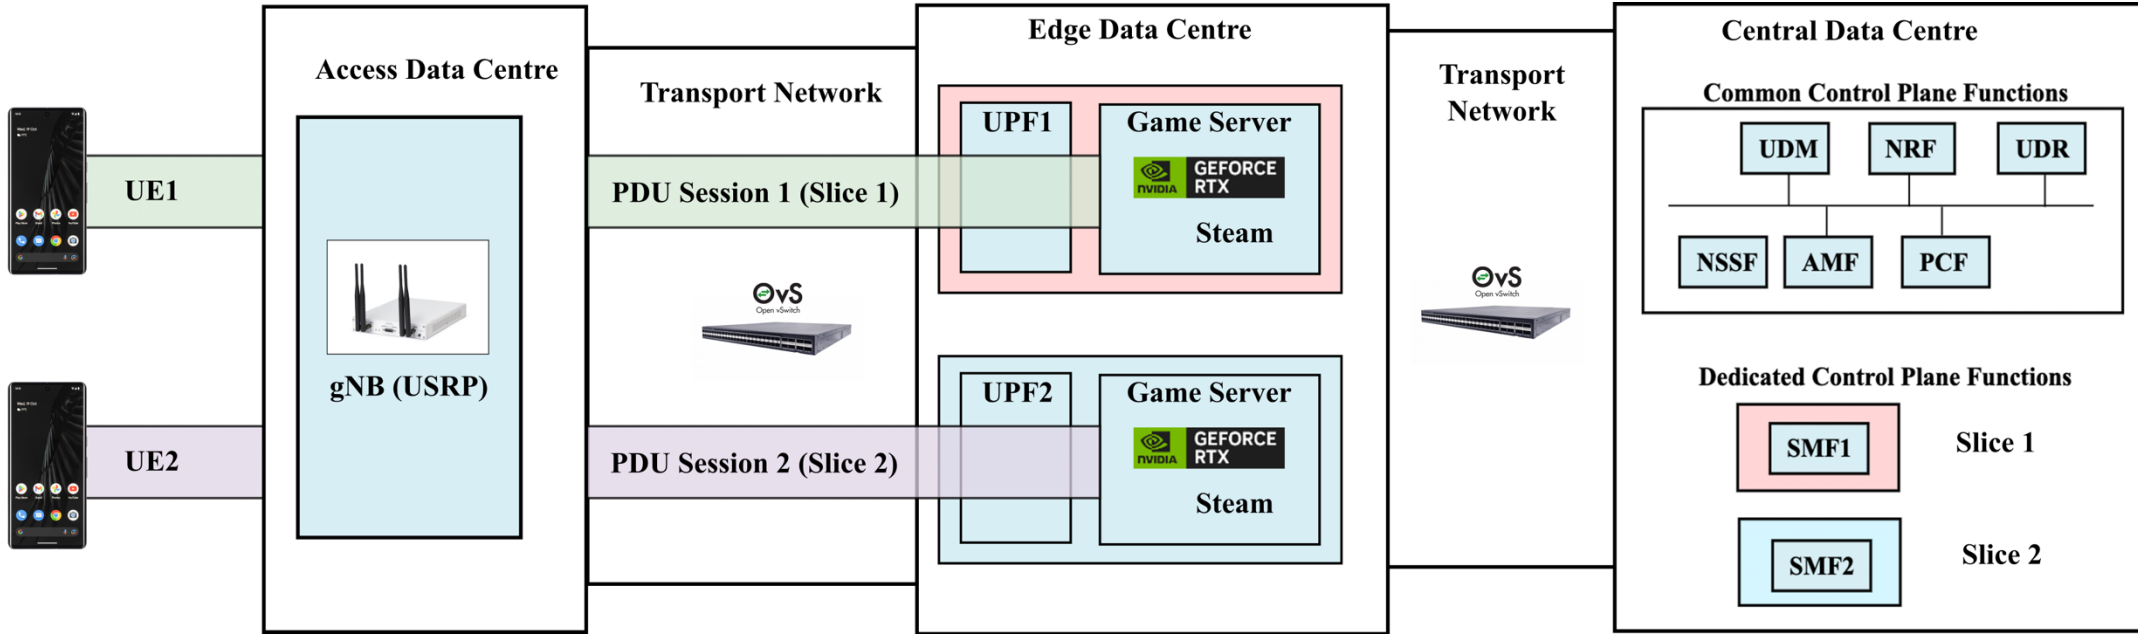 Access Data Centre
Transport Network
Edge Data Centre
Transport
Network
Central Data Centre
Common Control Plane Functions
UDM
NRF
UDR
NSSF
AMF
PCF
Dedicated Control Plane Functions
SMF1
Slice 1
SMF2
Slice 2
UE1
PDU Session 1 (Slice 1)
UPF1
Game Server
NVIDIA
GEFORCE
RTX
Steam
gNB (USRP)
OvS
Open vSwitch
OvS
Open vSwitch
UE2
PDU Session 2 (Slice 2)
UPF2
Game Server
NVIDIA
GEFORCE
RTX
Steam